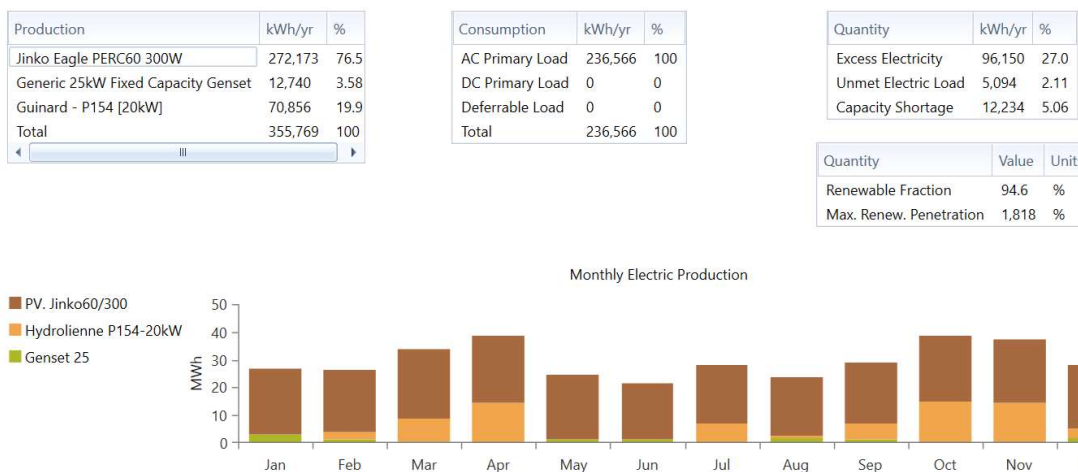 Production kWh/yr %
Jinko Eagle PERC60 300W 272,173 76.5
Generic 25kW Fixed Capacity Genset 12,740 3.58
Guinard - P154 [20kW] 70,856 19.9
Total 355,769 100
Consumption kWh/yr %
AC Primary Load 236,566 100
DC Primary Load 0 0
Deferrable Load 0 0
Total 236,566 100
Quantity kWh/yr %
Excess Electricity 96,150 27.0
Unmet Electric Load 5,094 2.11
Capacity Shortage 12,234 5.06
Quantity Value Unit
Renewable Fraction 94.6 %
Max. Renew. Penetration 1,818 %
Monthly Electric Production
PV. Jinko60/300
Hydrolienne P154-20kW
Genset 25
MWh
50
40
30
20
10
0
Jan Feb Mar Apr May Jun Jul Aug Sep Oct Nov